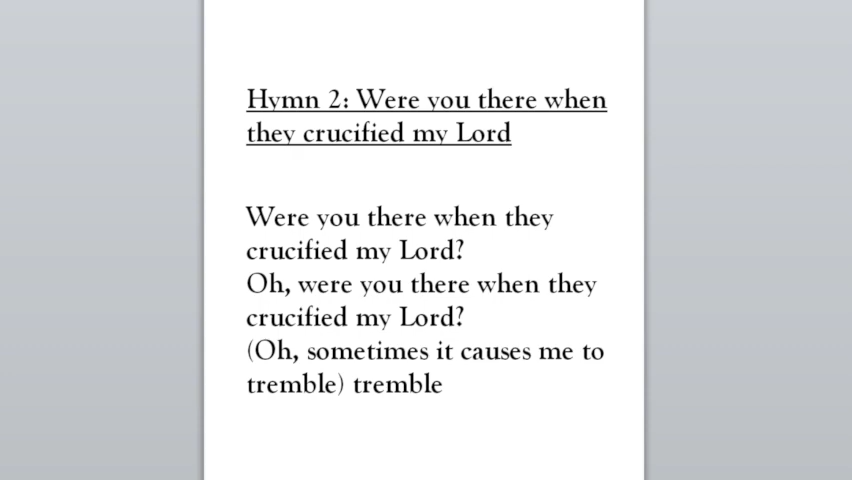 Hymn 2: Were you there when
they crucified my Lord
Were you there when they
crucified my Lord?
Oh, were you there when they
crucified my Lord?
(Oh, sometimes it causes me to
tremble) tremble